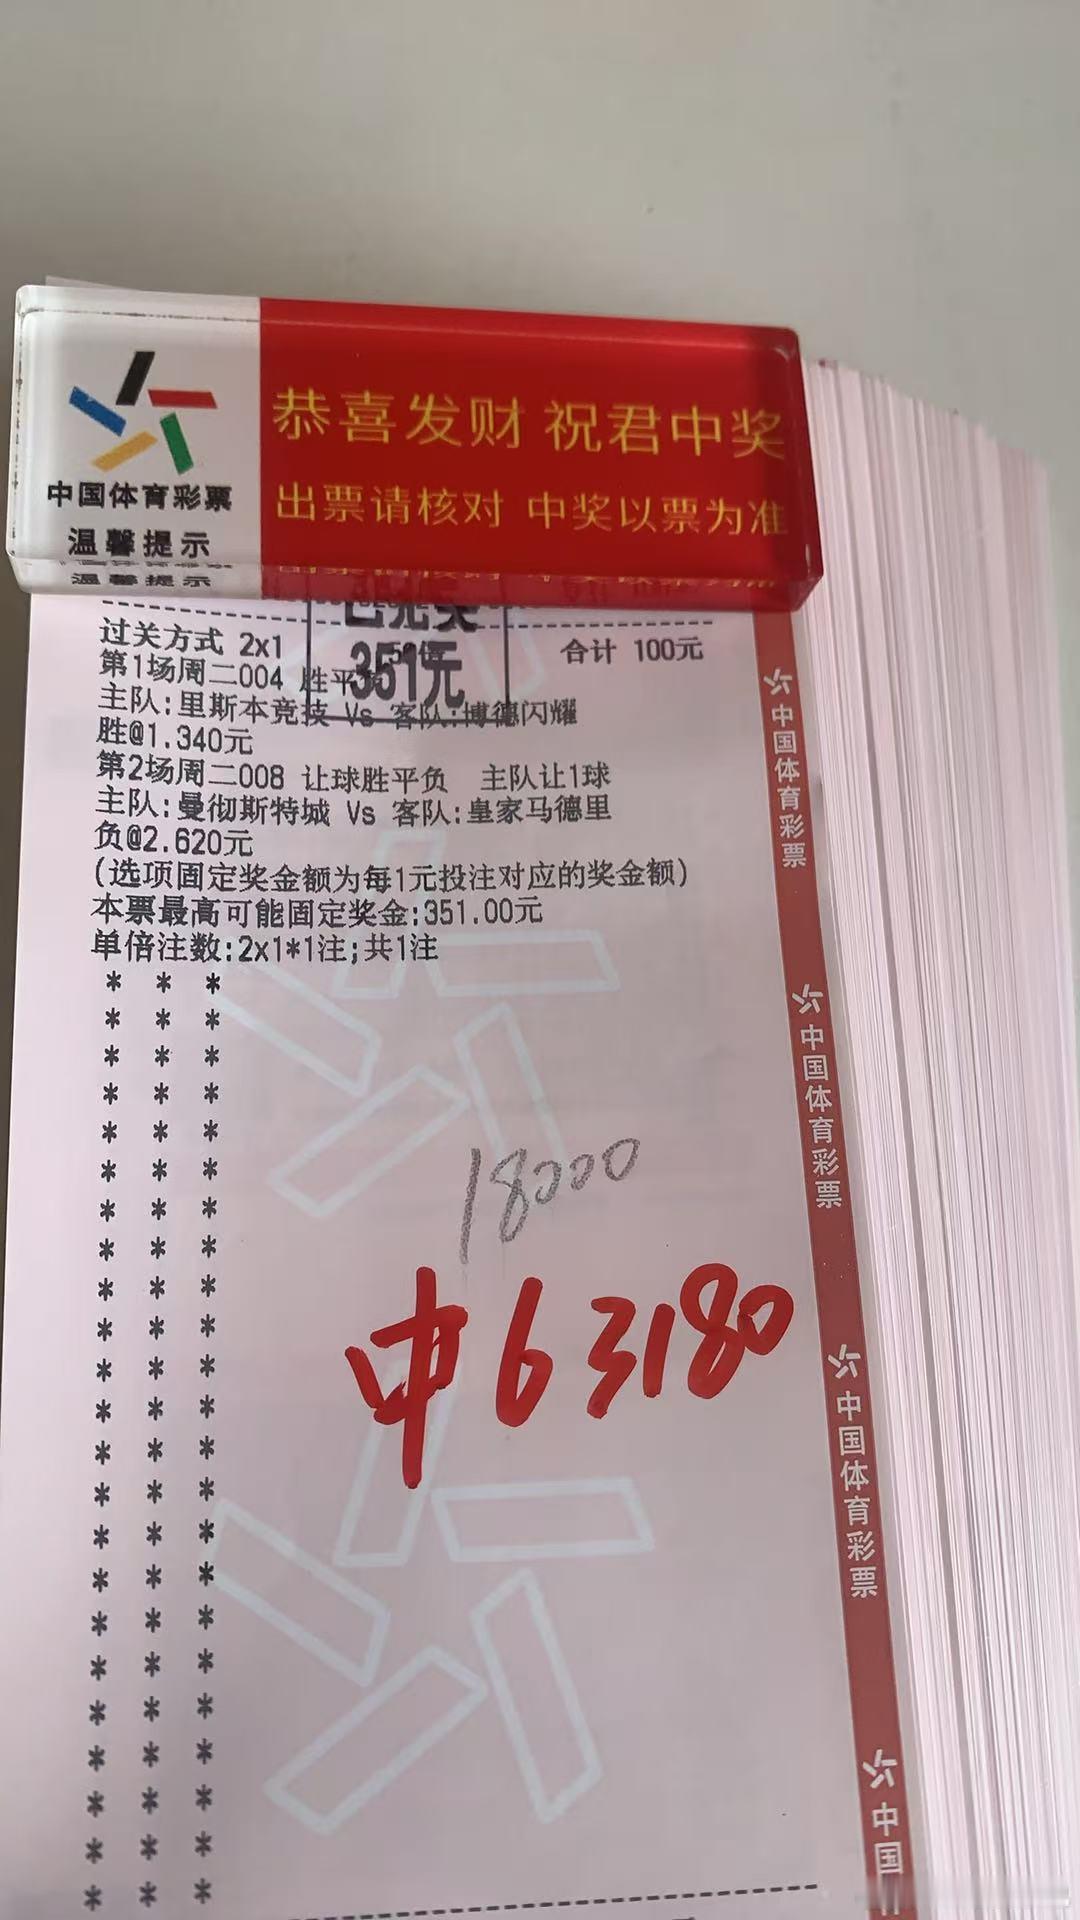 恭喜发财 祝君中奖
中国体育彩票
出票请核对 中奖以票为准
温馨提示
温馨提示
已兑奖
351元
过关方式 2x1 50倍 合计 100元
第1场周二004 胜平
主队:里斯本竞技 Vs 客队:博德闪耀
胜@1.340元
第2场周二008 让球胜平负 主队让1球
主队:曼彻斯特城 Vs 客队:皇家马德里
负@2.620元
(选项固定奖金额为每1元投注对应的奖金额)
本票最高可能固定奖金:351.00元
单倍注数:2x1*1注;共1注
18000
中63180
中国体育彩票
中国体育彩票
中国体育彩票
中国